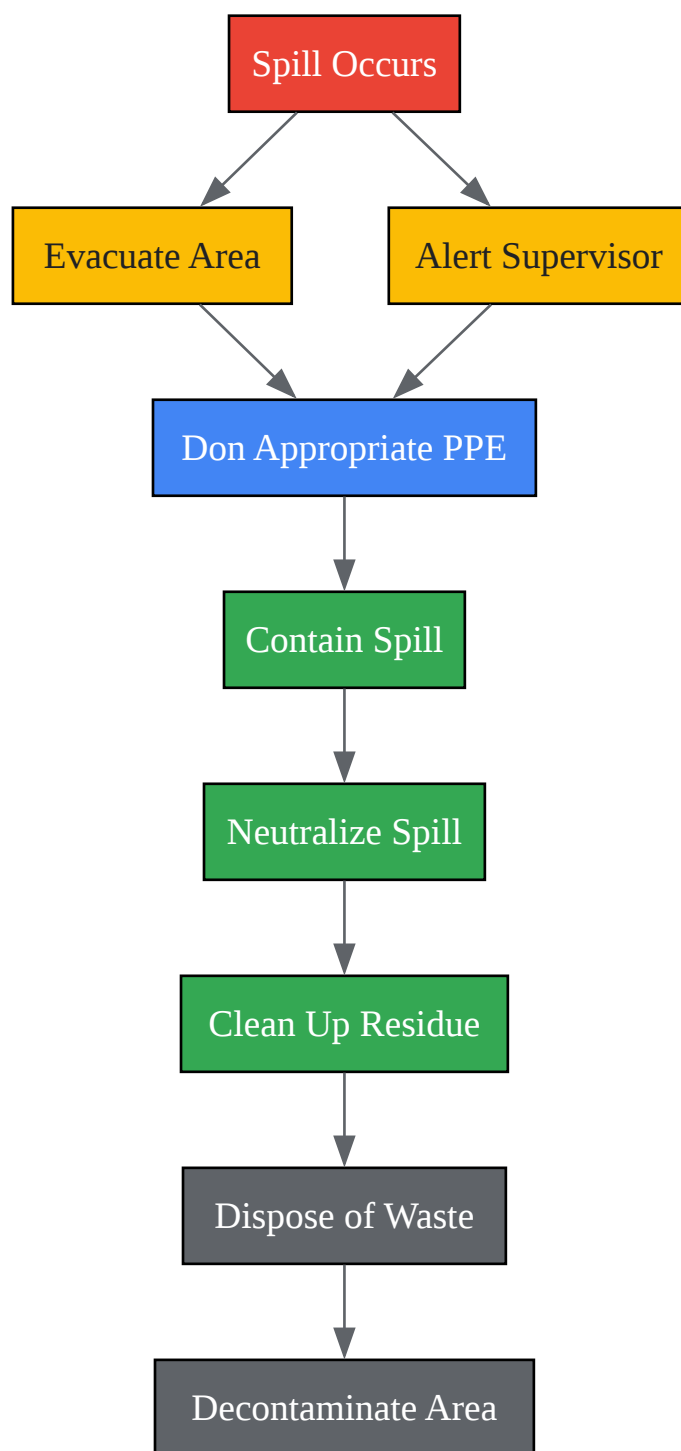 Spill Occurs
Evacuate Area
Alert Supervisor
Don Appropriate PPE
Contain Spill
Neutralize Spill
Clean Up Residue
Dispose of Waste
Decontaminate Area